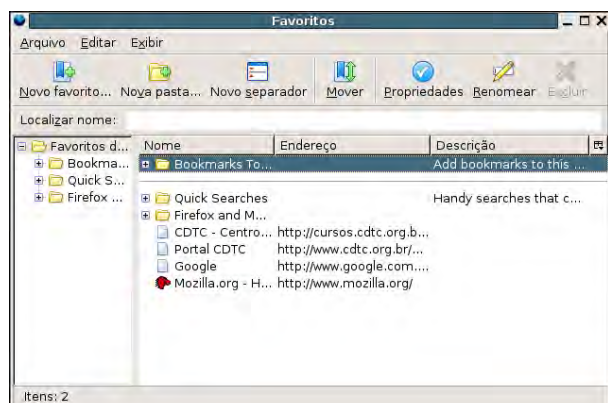 Favoritos
Arquivo Editar Exibir
Novo favorito... Nova pasta... Novo separador Mover Propriedades Renomear Excluir
Localizar nome:
Favoritos d... Nome Endereço Descrição
Bookma... Bookmarks To... Add bookmarks to this ...
Quick S... Quick Searches Handy searches that c...
Firefox ... Firefox and M...
CDTC - Centro... http://cursos.cdtc.org.b...
Portal CDTC http://www.cdtc.org.br/...
Google http://www.google.com....
Mozilla.org - H... http://www.mozilla.org/
Itens: 2